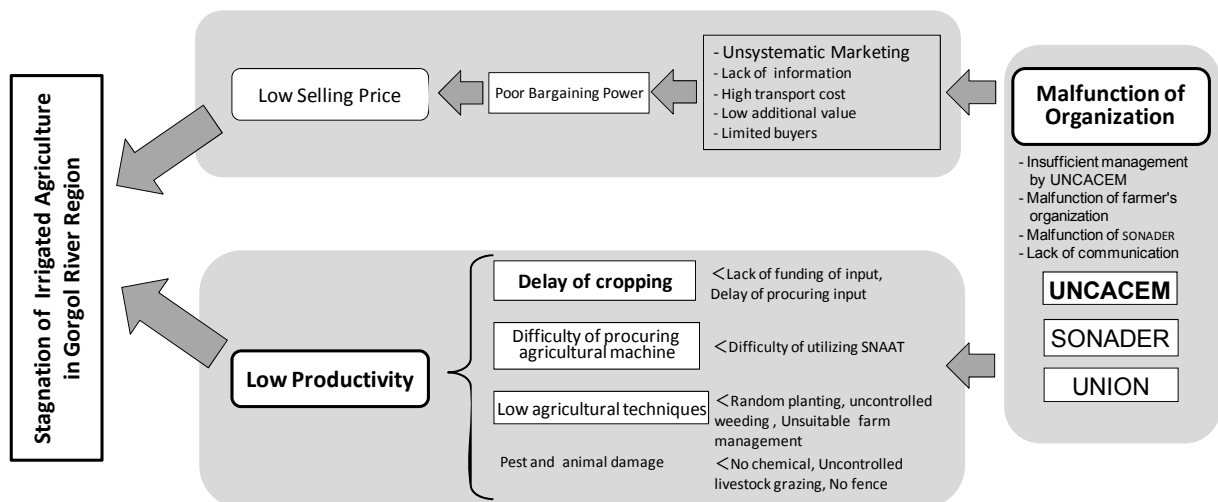 Stagnation of Irrigated Agriculture
in Gorgol River Region
Low Selling Price
Poor Bargaining Power
- Unsystematic Marketing
- Lack of information
- High transport cost
- Low additional value
- Limited buyers
Malfunction of
Organization
- Insufficient management
by UNCACEM
- Malfunction of farmer's
organization
- Malfunction of SONADER
- Lack of communication
UNCACEM
SONADER
UNION
Low Productivity
Delay of cropping
＜Lack of funding of input,
Delay of procuring input
Difficulty of procuring
agricultural machine
＜Difficulty of utilizing SNAAT
Low agricultural techniques
＜Random planting, uncontrolled
weeding , Unsuitable farm
management
Pest and animal damage
＜No chemical, Uncontrolled
livestock grazing, No fence